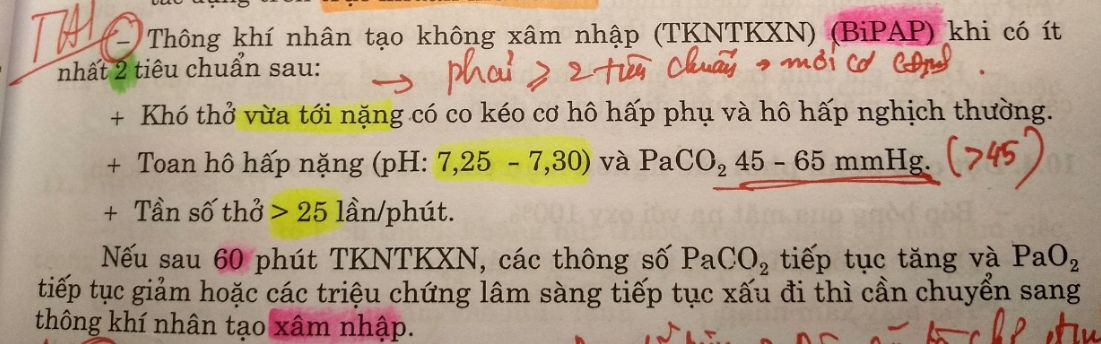 TH1
- Thông khí nhân tạo không xâm nhập (TKNTKXN) (BiPAP) khi có ít
nhất 2 tiêu chuẩn sau: → phải ≥ 2 tiêu chuẩn → mới có
+ Khó thở vừa tới nặng có co kéo cơ hô hấp phụ và hô hấp nghịch thường.
+ Toan hô hấp nặng (pH: 7,25 - 7,30) và PaCO₂ 45 - 65 mmHg. (>45)
+ Tần số thở > 25 lần/phút.
Nếu sau 60 phút TKNTKXN, các thông số PaCO₂ tiếp tục tăng và PaO₂
tiếp tục giảm hoặc các triệu chứng lâm sàng tiếp tục xấu đi thì cần chuyển sang
thông khí nhân tạo xâm nhập.